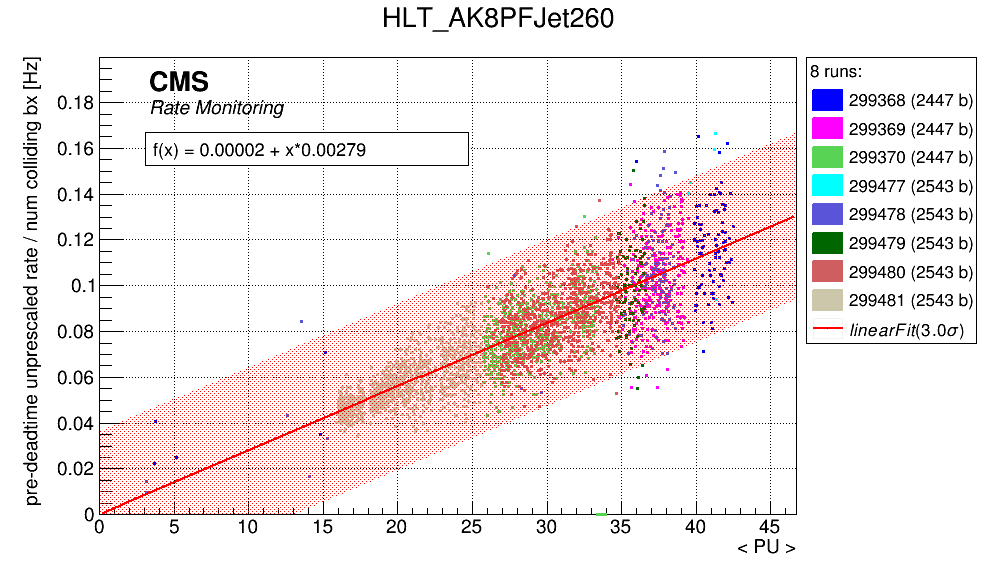 HLT_AK8PFJet260
pre-deadtime unprescaled rate / num colliding bx [Hz]
CMS
Rate Monitoring
f(x) = 0.00002 + x*0.00279
0.18
0.16
0.14
0.12
0.1
0.08
0.06
0.04
0.02
0
0 5 10 15 20 25 30 35 40 45
< PU >
8 runs:
299368 (2447 b)
299369 (2447 b)
299370 (2447 b)
299477 (2543 b)
299478 (2543 b)
299479 (2543 b)
299480 (2543 b)
299481 (2543 b)
linearFit(3.0σ)